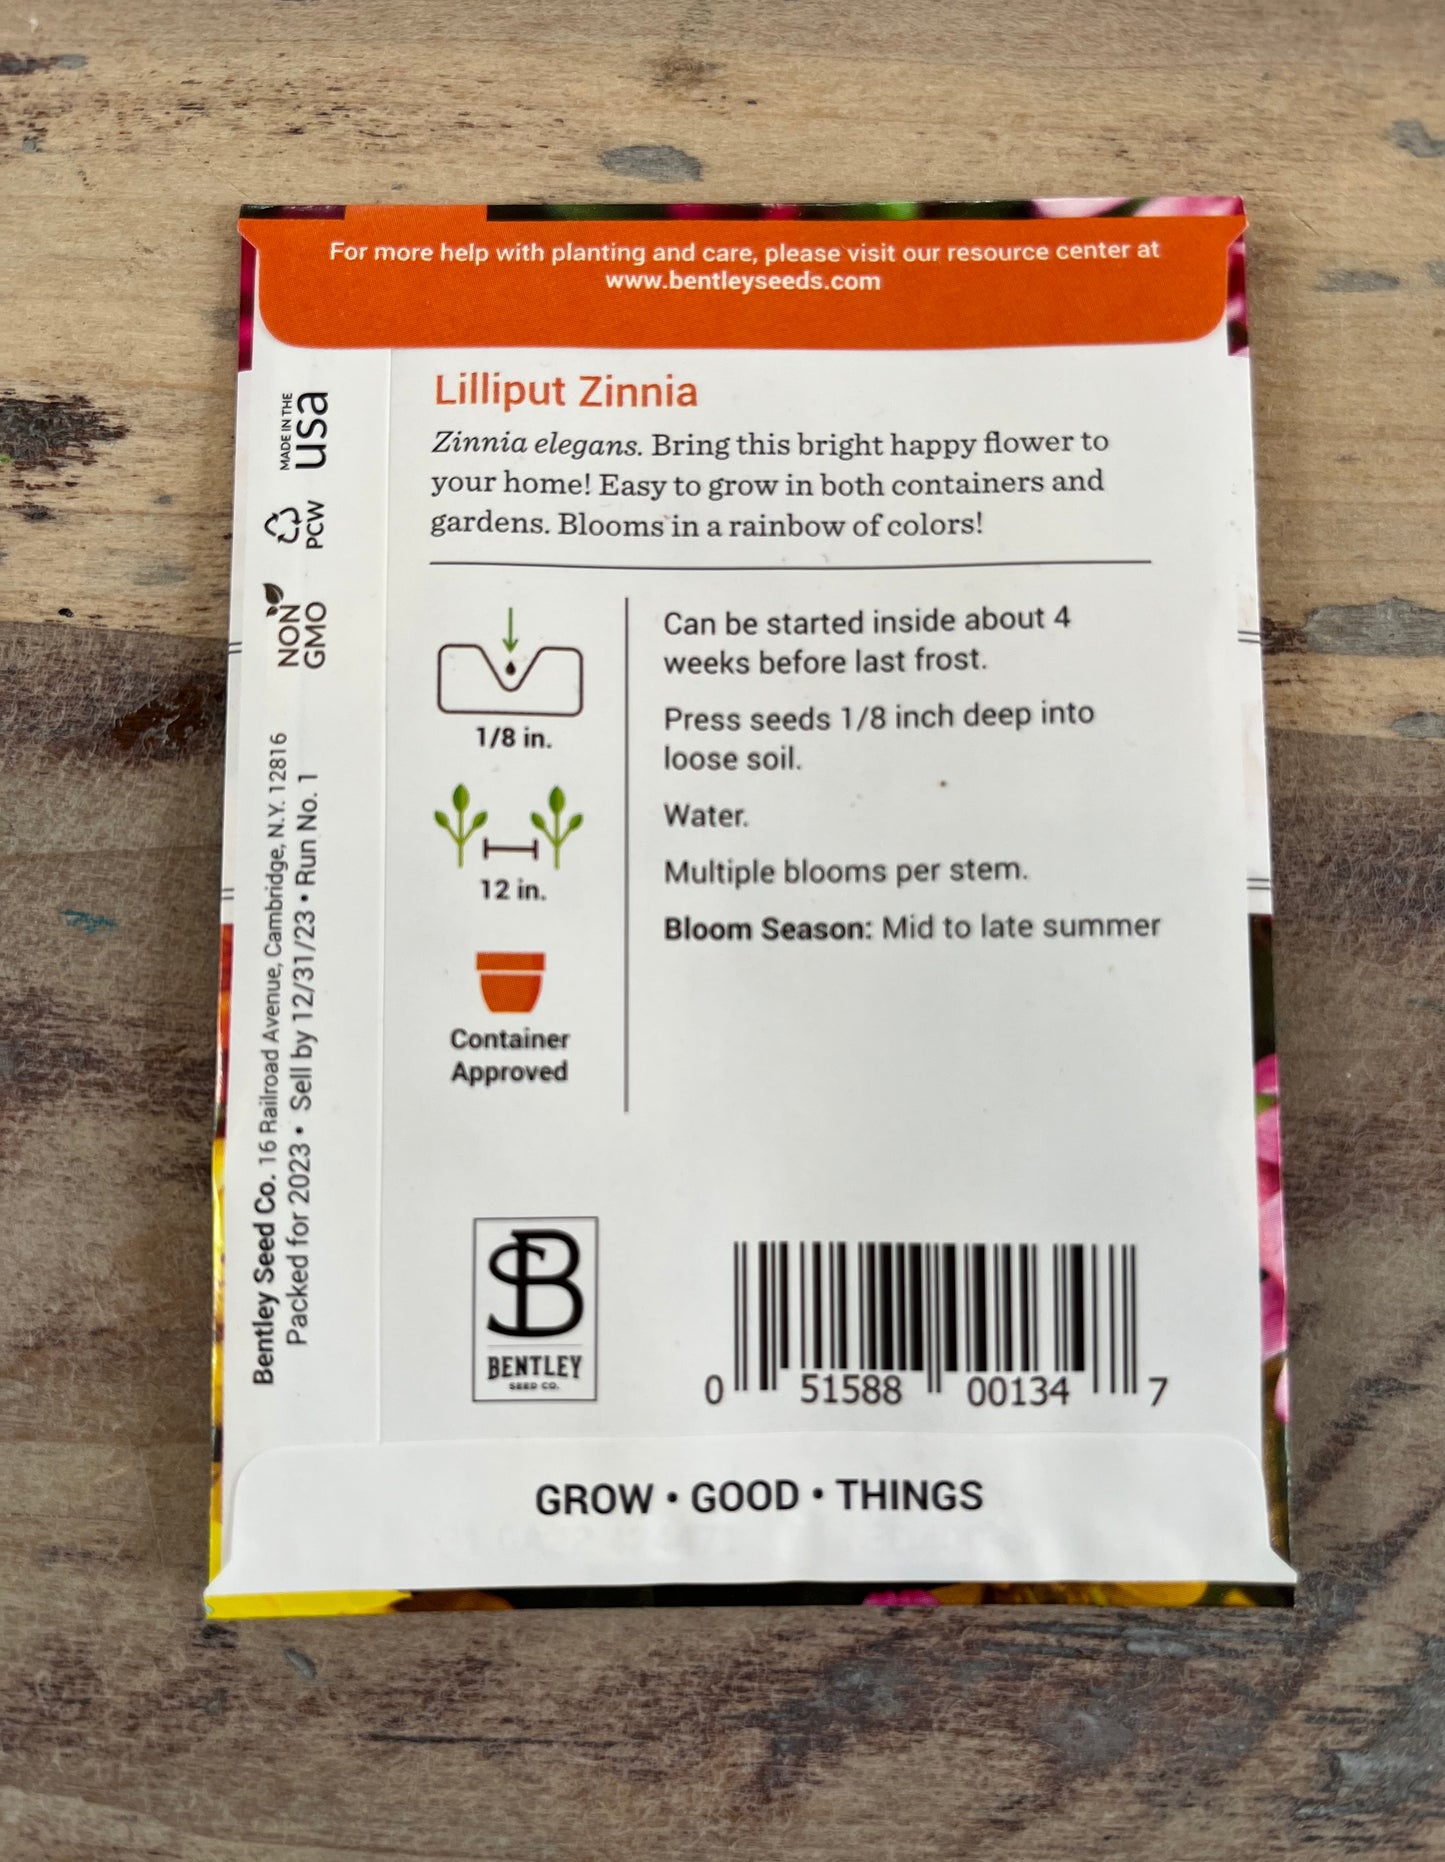 For more help with planting and care, please visit our resource center at
www.bentleyseeds.com
Lilliput Zinnia
Zinnia elegans. Bring this bright happy flower to
your home! Easy to grow in both containers and
gardens. Blooms in a rainbow of colors!
1/8 in.
12 in.
Container
Approved
Can be started inside about 4
weeks before last frost.
Press seeds 1/8 inch deep into
loose soil.
Water.
Multiple blooms per stem.
Bloom Season: Mid to late summer
MADE IN THE
usa
PCW
NON
GMO
Bentley Seed Co. 16 Railroad Avenue, Cambridge, N.Y. 12816
Packed for 2023 • Sell by 12/31/23 • Run No. 1
SB
BENTLEY
SEED CO.
0 51588 00134 7
GROW • GOOD • THINGS